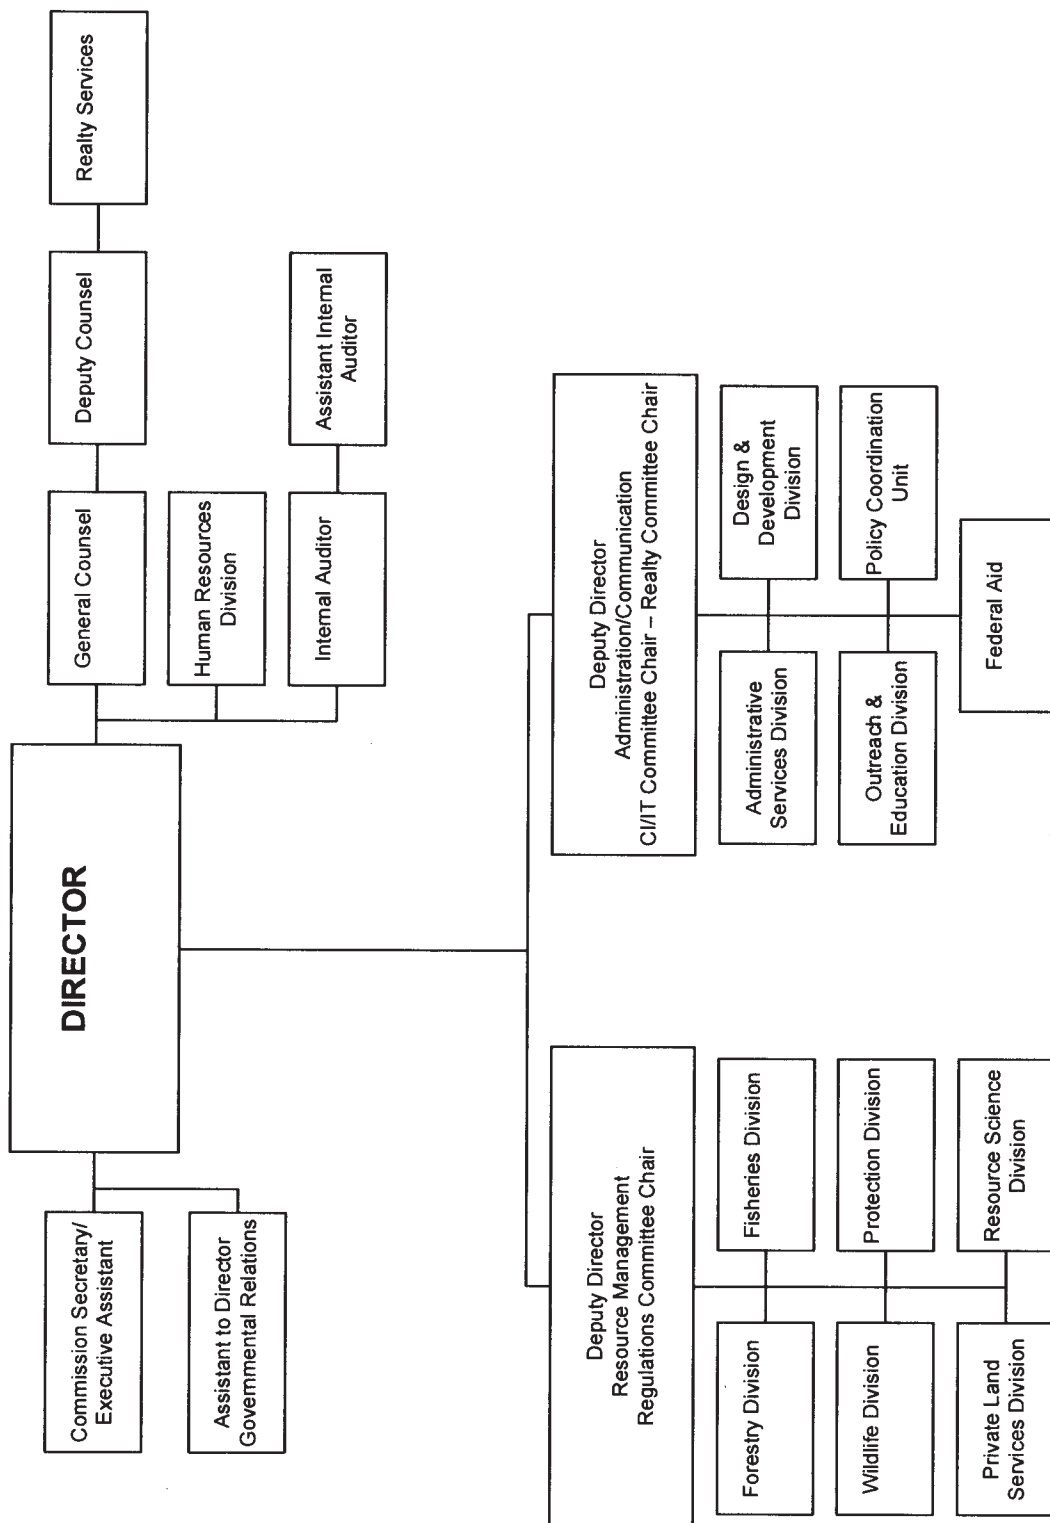 DIRECTOR
Commission Secretary/
Executive Assistant
Assistant to Director
Governmental Relations
General Counsel
Deputy Counsel
Realty Services
Human Resources
Division
Internal Auditor
Assistant Internal
Auditor
Deputy Director
Resource Management
Regulations Committee Chair
Forestry Division
Fisheries Division
Wildlife Division
Protection Division
Private Land
Services Division
Resource Science
Division
Deputy Director
Administration/Communication
CI/IT Committee Chair – Realty Committee Chair
Administrative
Services Division
Design &
Development
Division
Outreach &
Education Division
Policy Coordination
Unit
Federal Aid